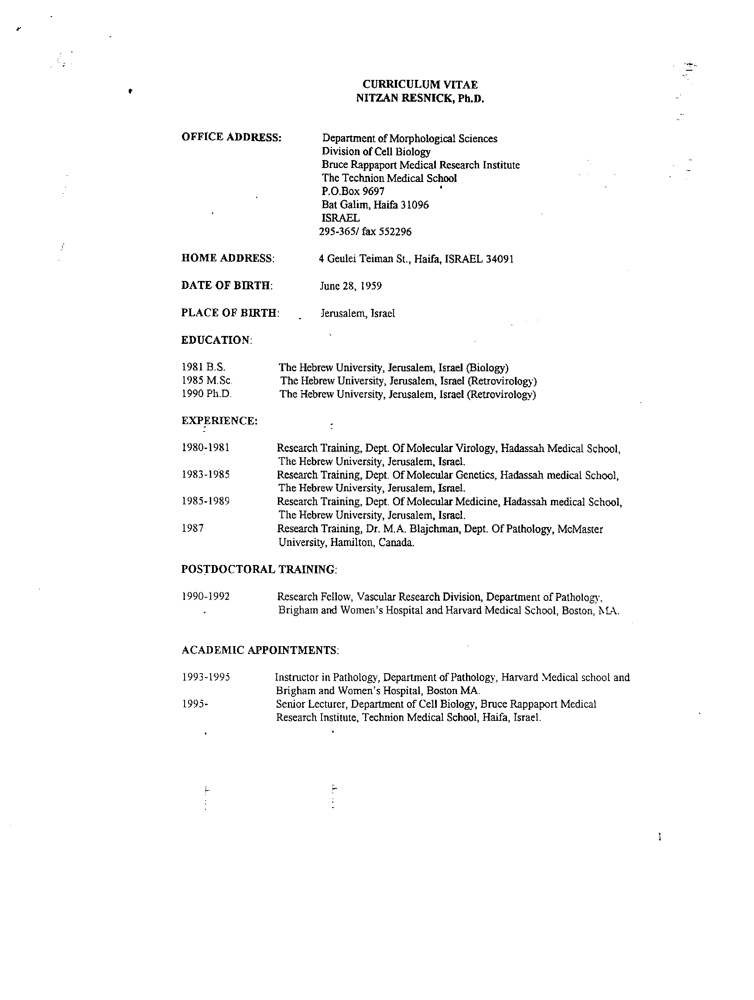 CURRICULUM VITAE
NITZAN RESNICK, Ph.D.
OFFICE ADDRESS: Department of Morphological Sciences
Division of Cell Biology
Bruce Rappaport Medical Research Institute
The Technion Medical School
P.O.Box 9697
Bat Galim, Haifa 31096
ISRAEL
295-365/ fax 552296
HOME ADDRESS: 4 Geulei Teiman St., Haifa, ISRAEL 34091
DATE OF BIRTH: June 28, 1959
PLACE OF BIRTH: Jerusalem, Israel
EDUCATION:
1981 B.S. The Hebrew University, Jerusalem, Israel (Biology)
1985 M.Sc. The Hebrew University, Jerusalem, Israel (Retrovirology)
1990 Ph.D. The Hebrew University, Jerusalem, Israel (Retrovirology)
EXPERIENCE:
1980-1981 Research Training, Dept. Of Molecular Virology, Hadassah Medical School,
The Hebrew University, Jerusalem, Israel.
1983-1985 Research Training, Dept. Of Molecular Genetics, Hadassah medical School,
The Hebrew University, Jerusalem, Israel.
1985-1989 Research Training, Dept. Of Molecular Medicine, Hadassah medical School,
The Hebrew University, Jerusalem, Israel.
1987 Research Training, Dr. M.A. Blajchman, Dept. Of Pathology, McMaster
University, Hamilton, Canada.
POSTDOCTORAL TRAINING:
1990-1992 Research Fellow, Vascular Research Division, Department of Pathology,
Brigham and Women's Hospital and Harvard Medical School, Boston, MA.
ACADEMIC APPOINTMENTS:
1993-1995 Instructor in Pathology, Department of Pathology, Harvard Medical school and
Brigham and Women's Hospital, Boston MA.
1995- Senior Lecturer, Department of Cell Biology, Bruce Rappaport Medical
Research Institute, Technion Medical School, Haifa, Israel.
1